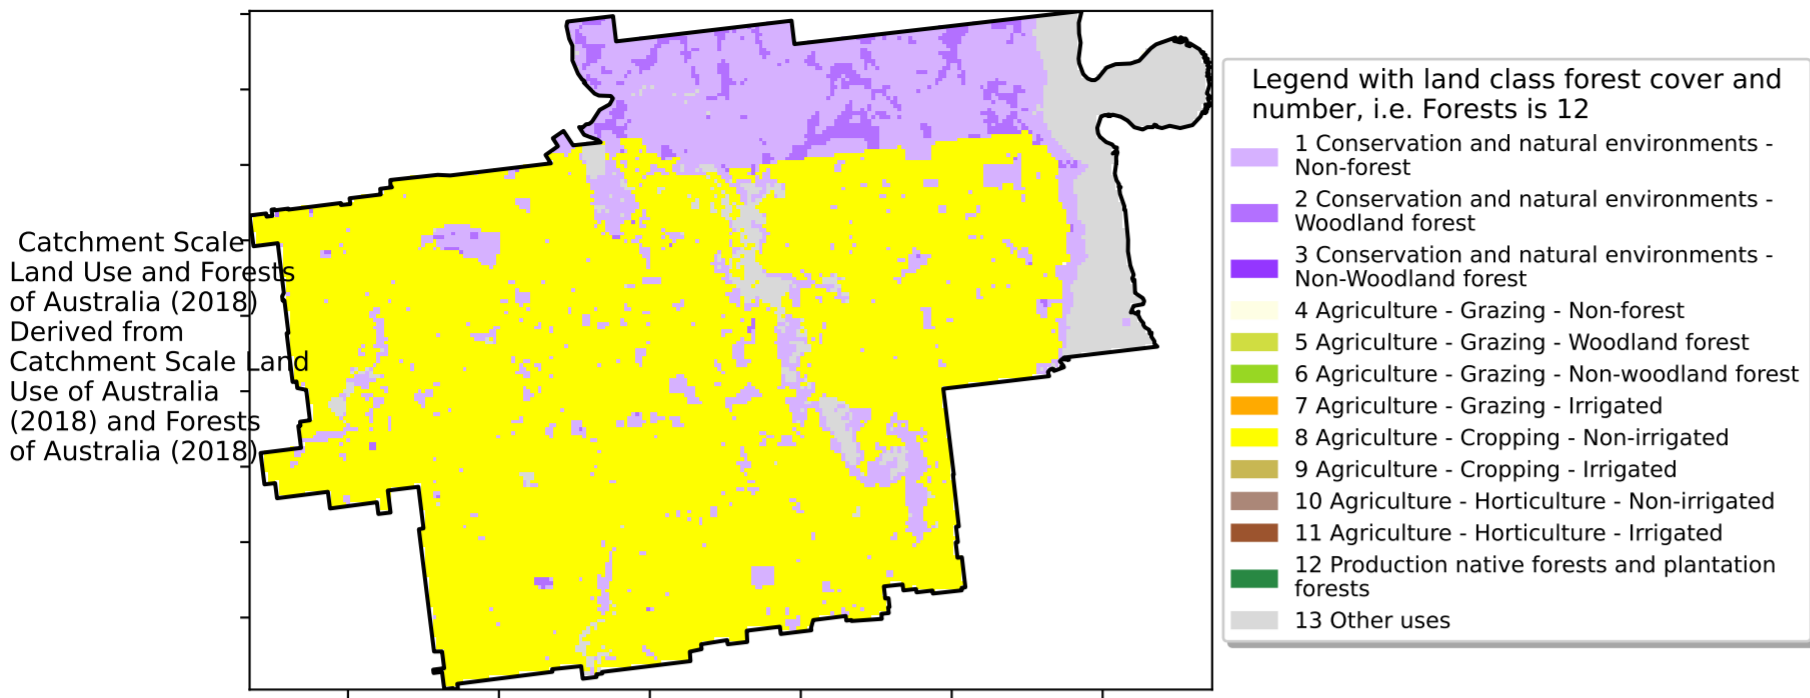 Catchment Scale
Land Use and Forests
of Australia (2018)
Derived from
Catchment Scale Land
Use of Australia
(2018) and Forests
of Australia (2018)
Legend with land class forest cover and
number, i.e. Forests is 12
1 Conservation and natural environments -
Non-forest
2 Conservation and natural environments -
Woodland forest
3 Conservation and natural environments -
Non-Woodland forest
4 Agriculture - Grazing - Non-forest
5 Agriculture - Grazing - Woodland forest
6 Agriculture - Grazing - Non-woodland forest
7 Agriculture - Grazing - Irrigated
8 Agriculture - Cropping - Non-irrigated
9 Agriculture - Cropping - Irrigated
10 Agriculture - Horticulture - Non-irrigated
11 Agriculture - Horticulture - Irrigated
12 Production native forests and plantation
forests
13 Other uses